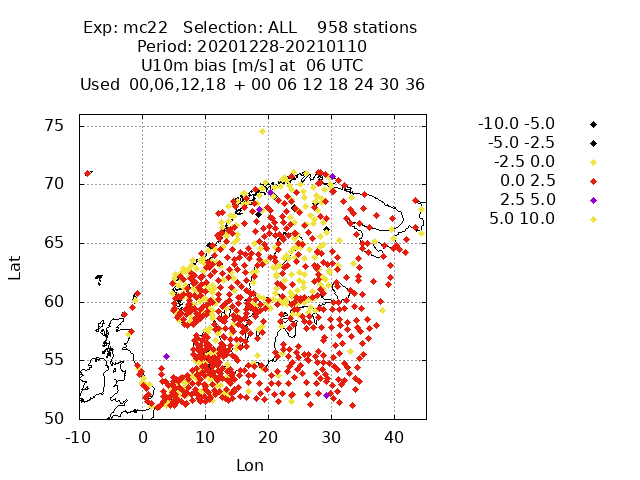 Exp: mc22 Selection: ALL 958 stations
Period: 20201228-20210110
U10m bias [m/s] at 06 UTC
Used 00,06,12,18 + 00 06 12 18 24 30 36
-10.0 -5.0
-5.0 -2.5
-2.5 0.0
0.0 2.5
2.5 5.0
5.0 10.0
75
70
65
60
55
50
Lat
-10 0 10 20 30 40
Lon